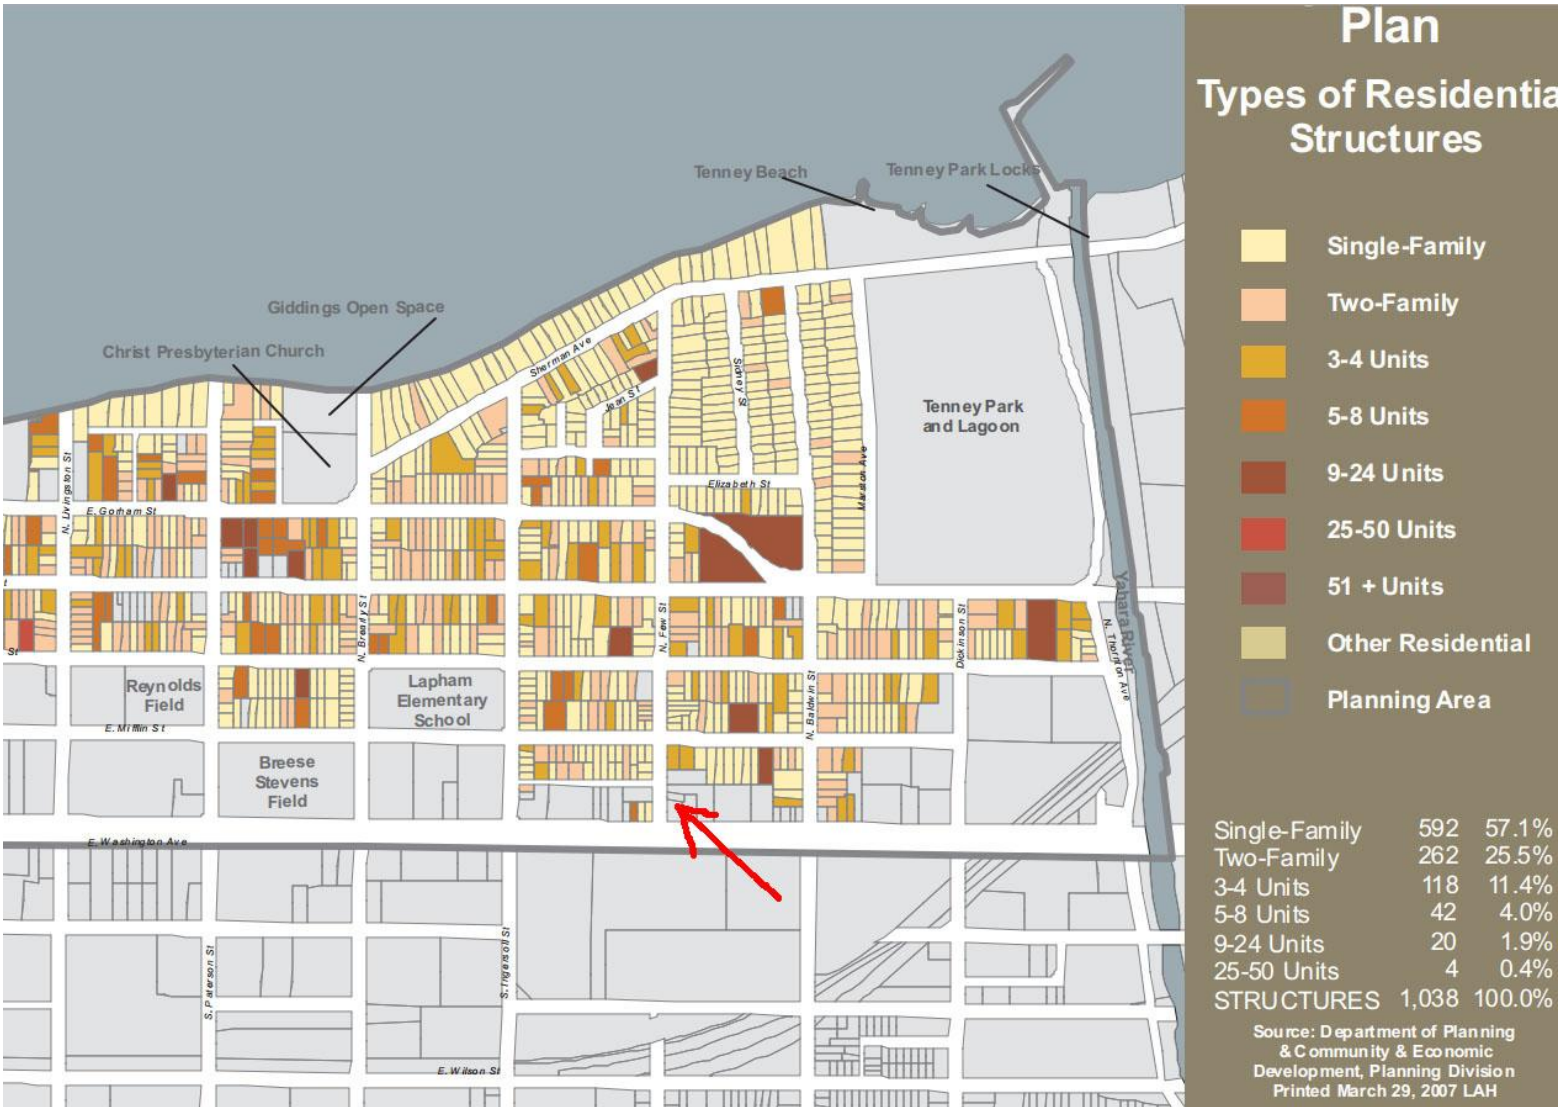 Plan
Types of Residentia
Structures
Single-Family
Two-Family
3-4 Units
5-8 Units
9-24 Units
25-50 Units
51 + Units
Other Residential
Planning Area
Single-Family 592 57.1%
Two-Family 262 25.5%
3-4 Units 118 11.4%
5-8 Units 42 4.0%
9-24 Units 20 1.9%
25-50 Units 4 0.4%
STRUCTURES 1,038 100.0%
Source: Department of Planning
& Community & Economic
Development, Planning Division
Printed March 29, 2007 LAH
Tenney Beach
Tenney Park Locks
Giddings Open Space
Christ Presbyterian Church
Sherman Ave
Jean St
Sidney St
Tenney Park
and Lagoon
Marston Ave
Elizabeth St
N. Livingston St
E. Gorham St
t
Yahara River
N. Brearly St
N. Few St
Dickinson St
N. Thornton Ave
St
Reynolds
Field
Lapham
Elementary
School
N. Baldwin St
E. Mifflin St
Breese
Stevens
Field
E. Washington Ave
S. Paterson St
S. Ingersoll St
E. Wilson St